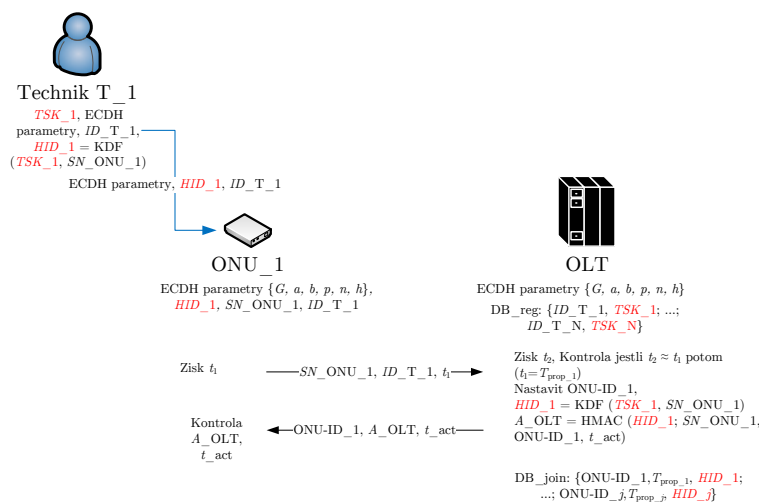 Technik T_1
TSK_1, ECDH
parametry, ID_T_1,
HID_1 = KDF
(TSK_1, SN_ONU_1)
ECDH parametry, HID_1, ID_T_1
ONU_1
ECDH parametry {G, a, b, p, n, h},
HID_1, SN_ONU_1, ID_T_1
OLT
ECDH parametry {G, a, b, p, n, h}
DB_reg: {ID_T_1, TSK_1; ...;
ID_T_N, TSK_N}
Zisk t₁
SN_ONU_1, ID_T_1, t₁
Zisk t₂, Kontrola jestli t₂ ≈ t₁ potom
(t₁=Tprop_1)
Nastavit ONU-ID_1,
HID_1 = KDF (TSK_1, SN_ONU_1)
A_OLT = HMAC (HID_1; SN_ONU_1,
ONU-ID_1, t_act)
Kontrola
A_OLT,
t_act
ONU-ID_1, A_OLT, t_act
DB_join: {ONU-ID_1,Tprop_1, HID_1;
...; ONU-ID_j,Tprop_j, HID_j}